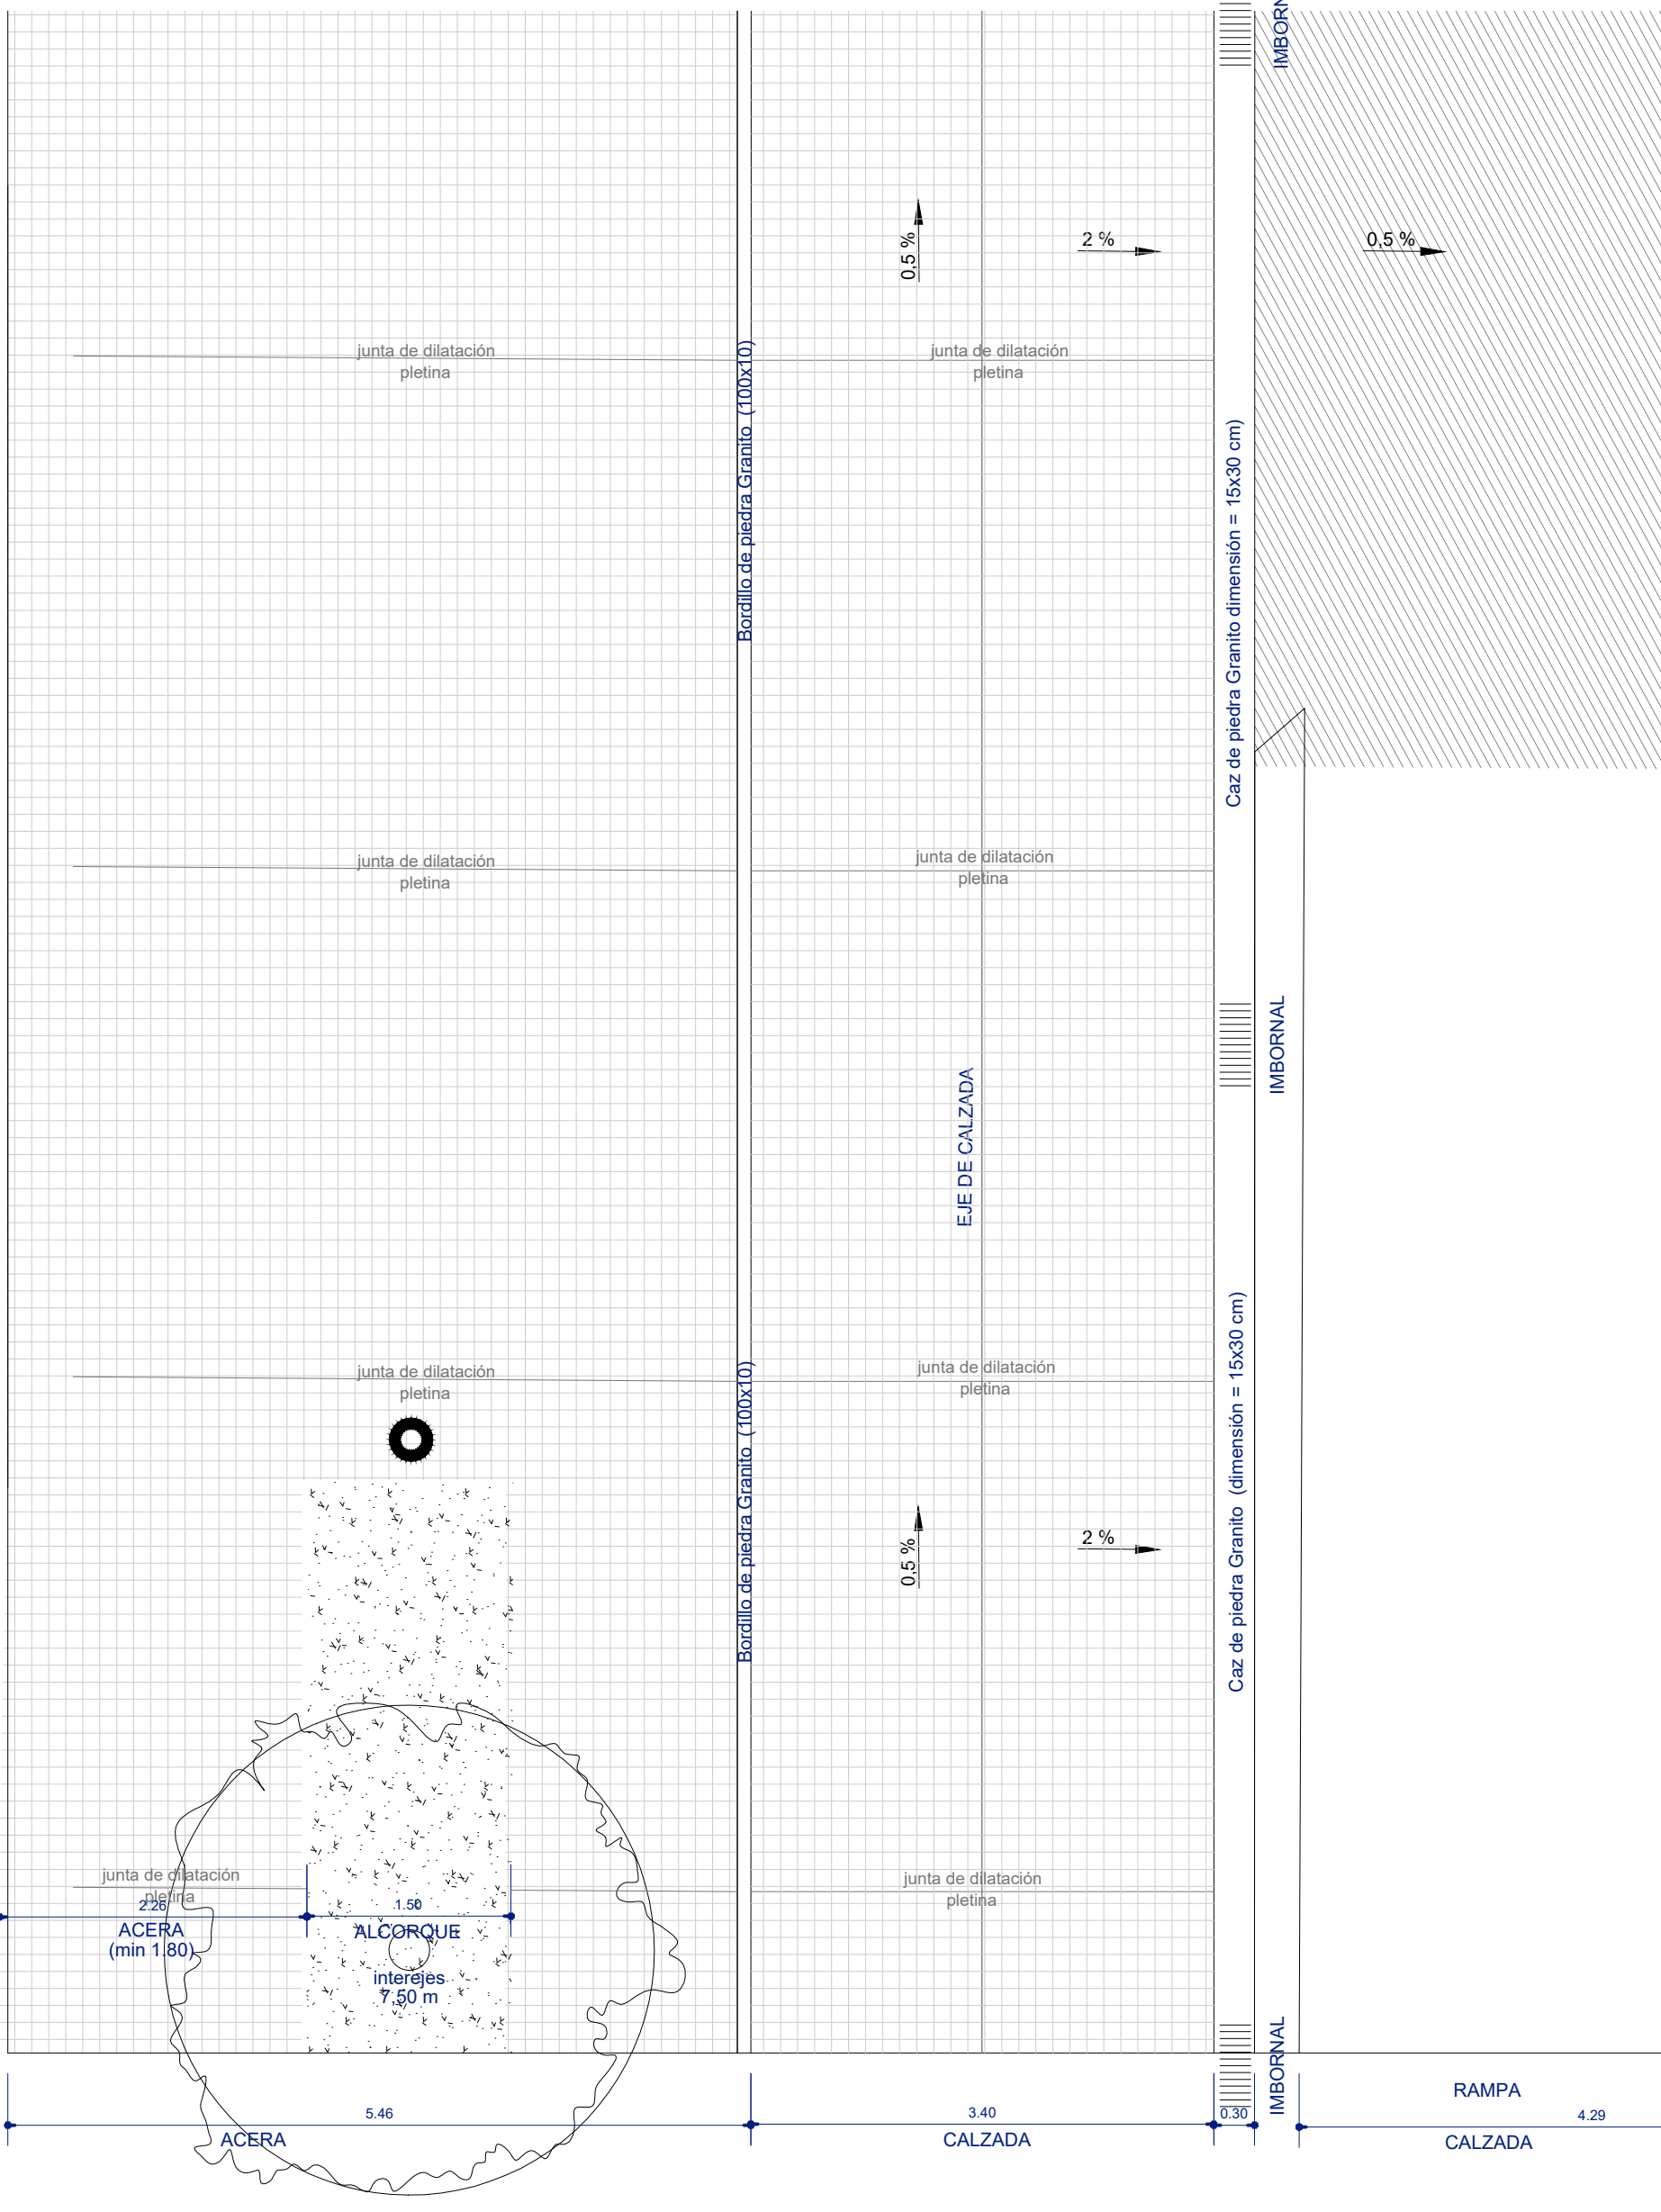 IMBORN
0,5 %
2 %
0,5 %
junta de dilatación
pletina
junta de dilatación
pletina
Bordillo de piedra Granito (100x10)
Caz de piedra Granito dimensión = 15x30 cm)
junta de dilatación
pletina
junta de dilatación
pletina
IMBORNAL
EJE DE CALZADA
junta de dilatación
pletina
junta de dilatación
pletina
Bordillo de piedra Granito (100x10)
Caz de piedra Granito (dimensión = 15x30 cm)
0,5 %
2 %
junta de dilatación
pletina
junta de dilatación
pletina
2.26
ACERA
(min 1.80)
1.50
ALCORQUE
interejes
7,50 m
IMBORNAL
RAMPA
5.46
ACERA
3.40
CALZADA
0.30
4.29
CALZADA